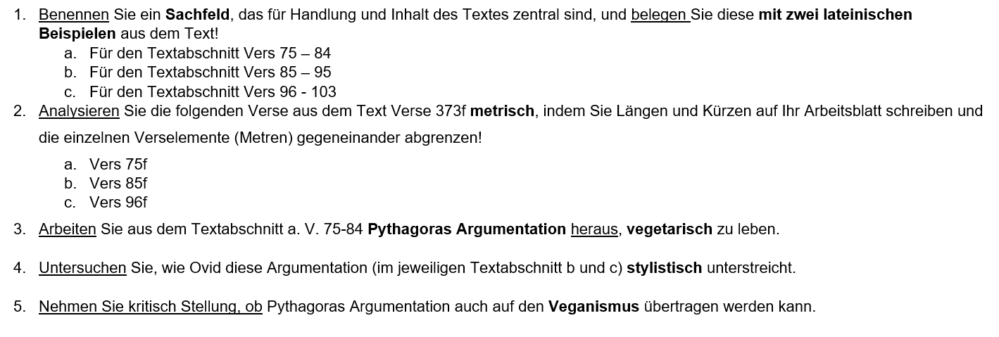 1. Benennen Sie ein Sachfeld, das für Handlung und Inhalt des Textes zentral sind, und belegen Sie diese mit zwei lateinischen
Beispielen aus dem Text!
a. Für den Textabschnitt Vers 75 – 84
b. Für den Textabschnitt Vers 85 – 95
c. Für den Textabschnitt Vers 96 - 103
2. Analysieren Sie die folgenden Verse aus dem Text Verse 373f metrisch, indem Sie Längen und Kürzen auf Ihr Arbeitsblatt schreiben und
die einzelnen Verselemente (Metren) gegeneinander abgrenzen!
a. Vers 75f
b. Vers 85f
c. Vers 96f
3. Arbeiten Sie aus dem Textabschnitt a. V. 75-84 Pythagoras Argumentation heraus, vegetarisch zu leben.
4. Untersuchen Sie, wie Ovid diese Argumentation (im jeweiligen Textabschnitt b und c) stylistisch unterstreicht.
5. Nehmen Sie kritisch Stellung, ob Pythagoras Argumentation auch auf den Veganismus übertragen werden kann.